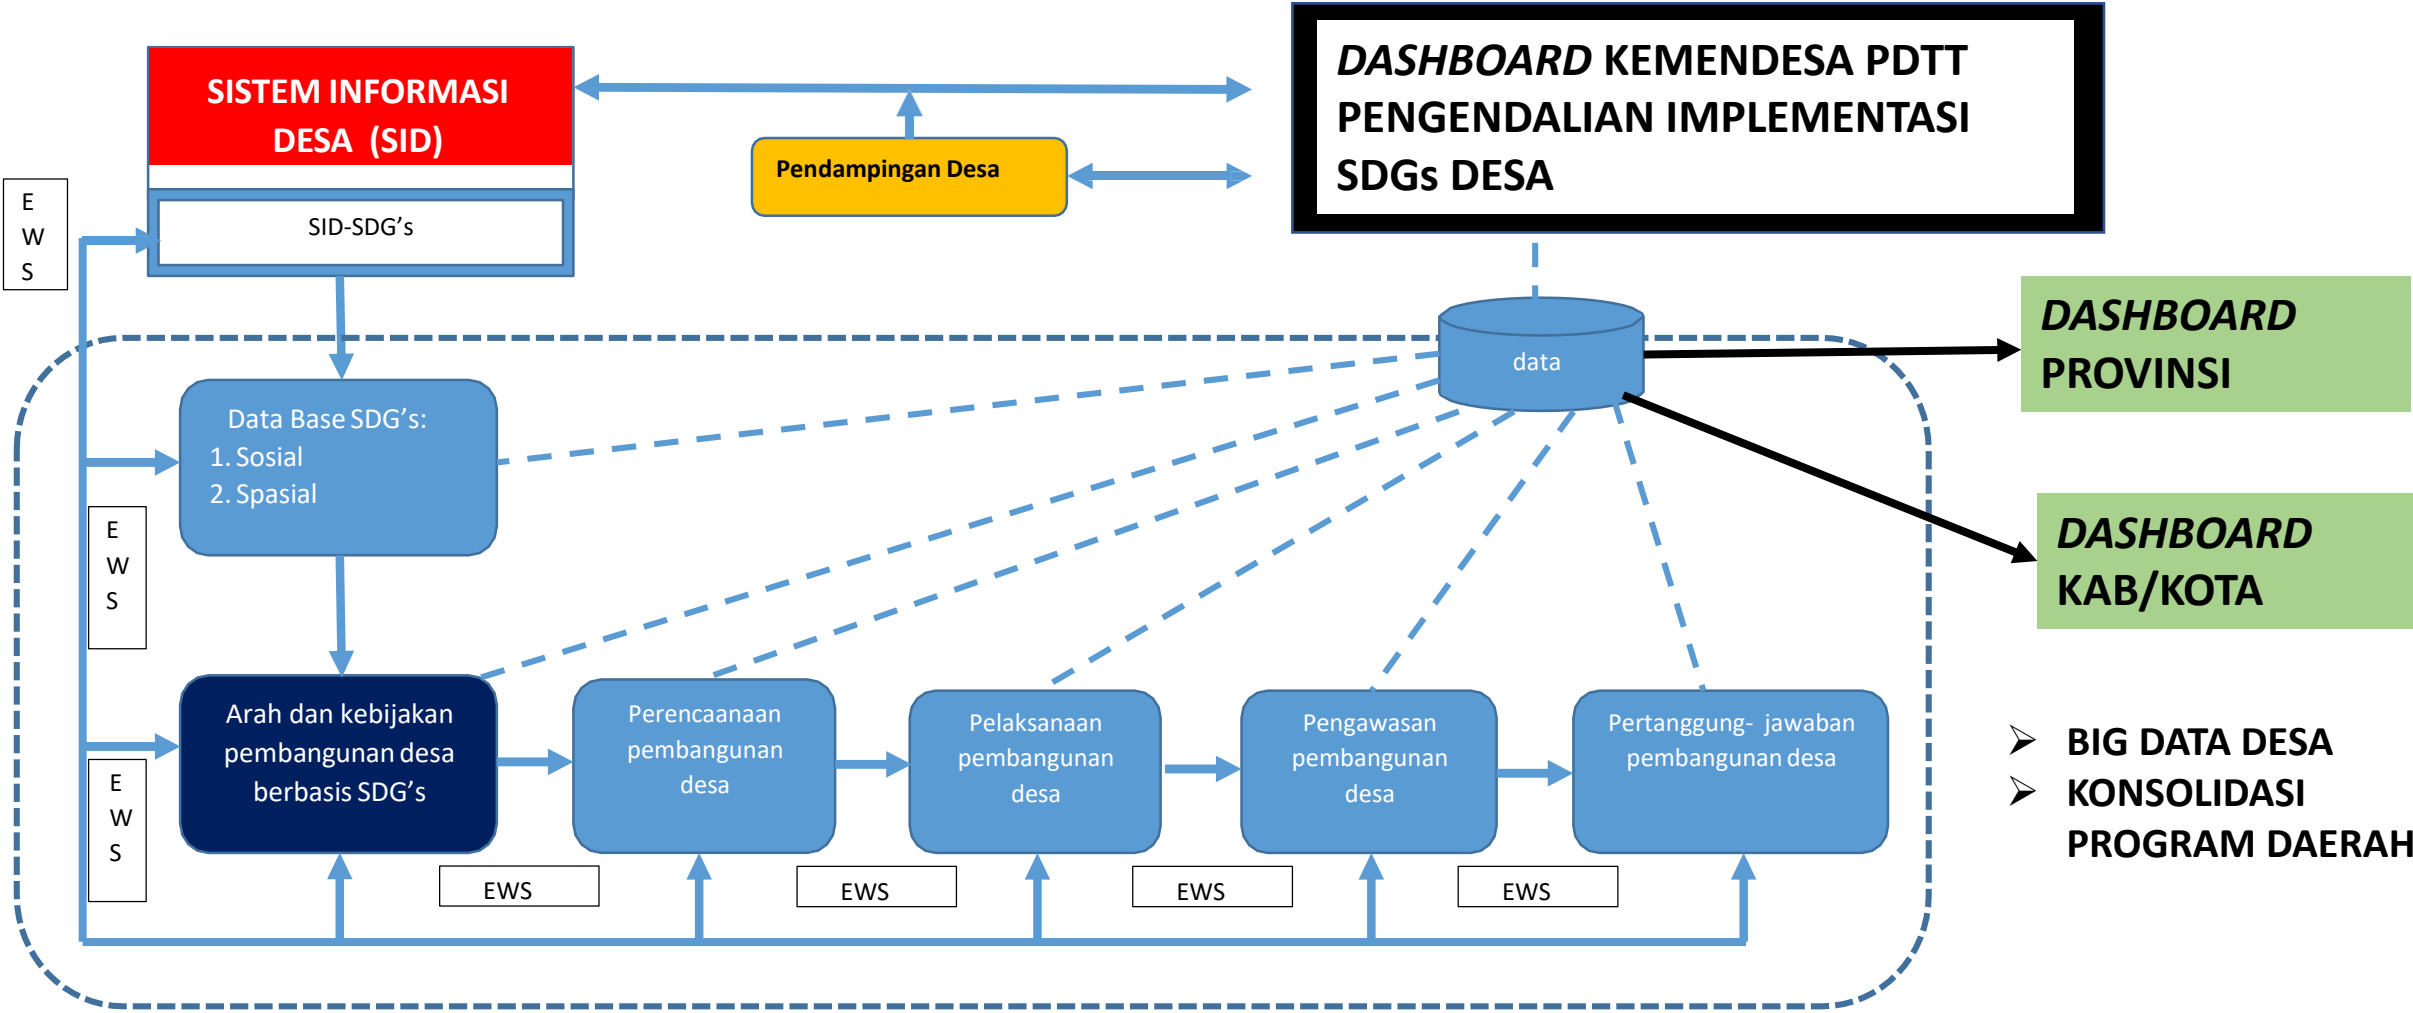 SISTEM INFORMASI
DESA (SID)
SID-SDG's
Pendampingan Desa
DASHBOARD KEMENDESA PDTT
PENGENDALIAN IMPLEMENTASI
SDGs DESA
E
W
S
data
DASHBOARD
PROVINSI
Data Base SDG's:
1. Sosial
2. Spasial
E
W
S
DASHBOARD
KAB/KOTA
Arah dan kebijakan
pembangunan desa
berbasis SDG's
Perencaanaan
pembangunan
desa
Pelaksanaan
pembangunan
desa
Pengawasan
pembangunan
desa
Pertanggung- jawaban
pembangunan desa
E
W
S
EWS
EWS
EWS
EWS
➢ BIG DATA DESA
➢ KONSOLIDASI
PROGRAM DAERAH